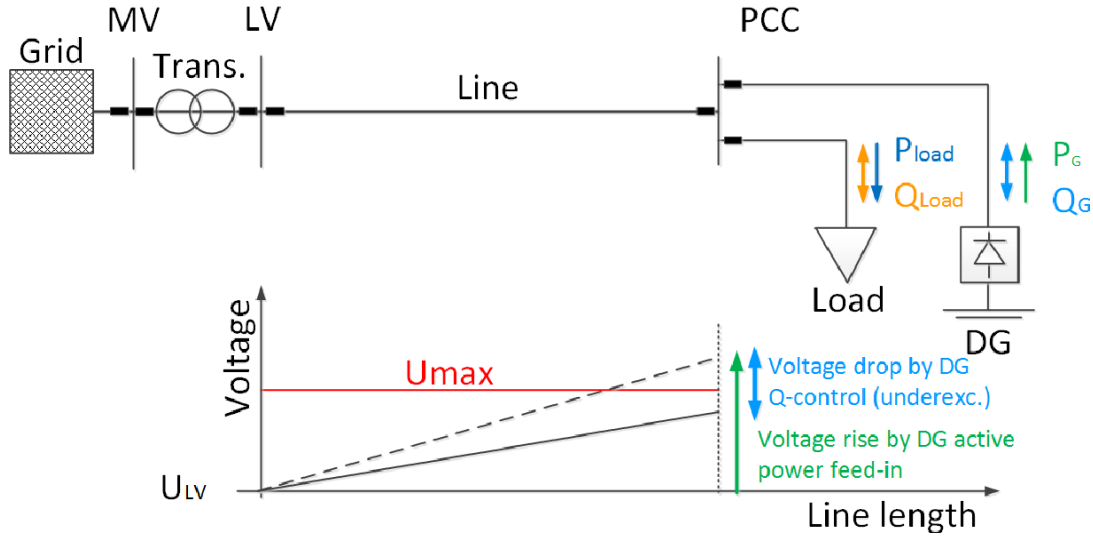 MV
LV
PCC
Grid
Trans.
Line
Pload
QLoad
PG
QG
Load
DG
Voltage
Umax
Voltage drop by DG
Q-control (underexc.)
Voltage rise by DG active
power feed-in
ULV
Line length